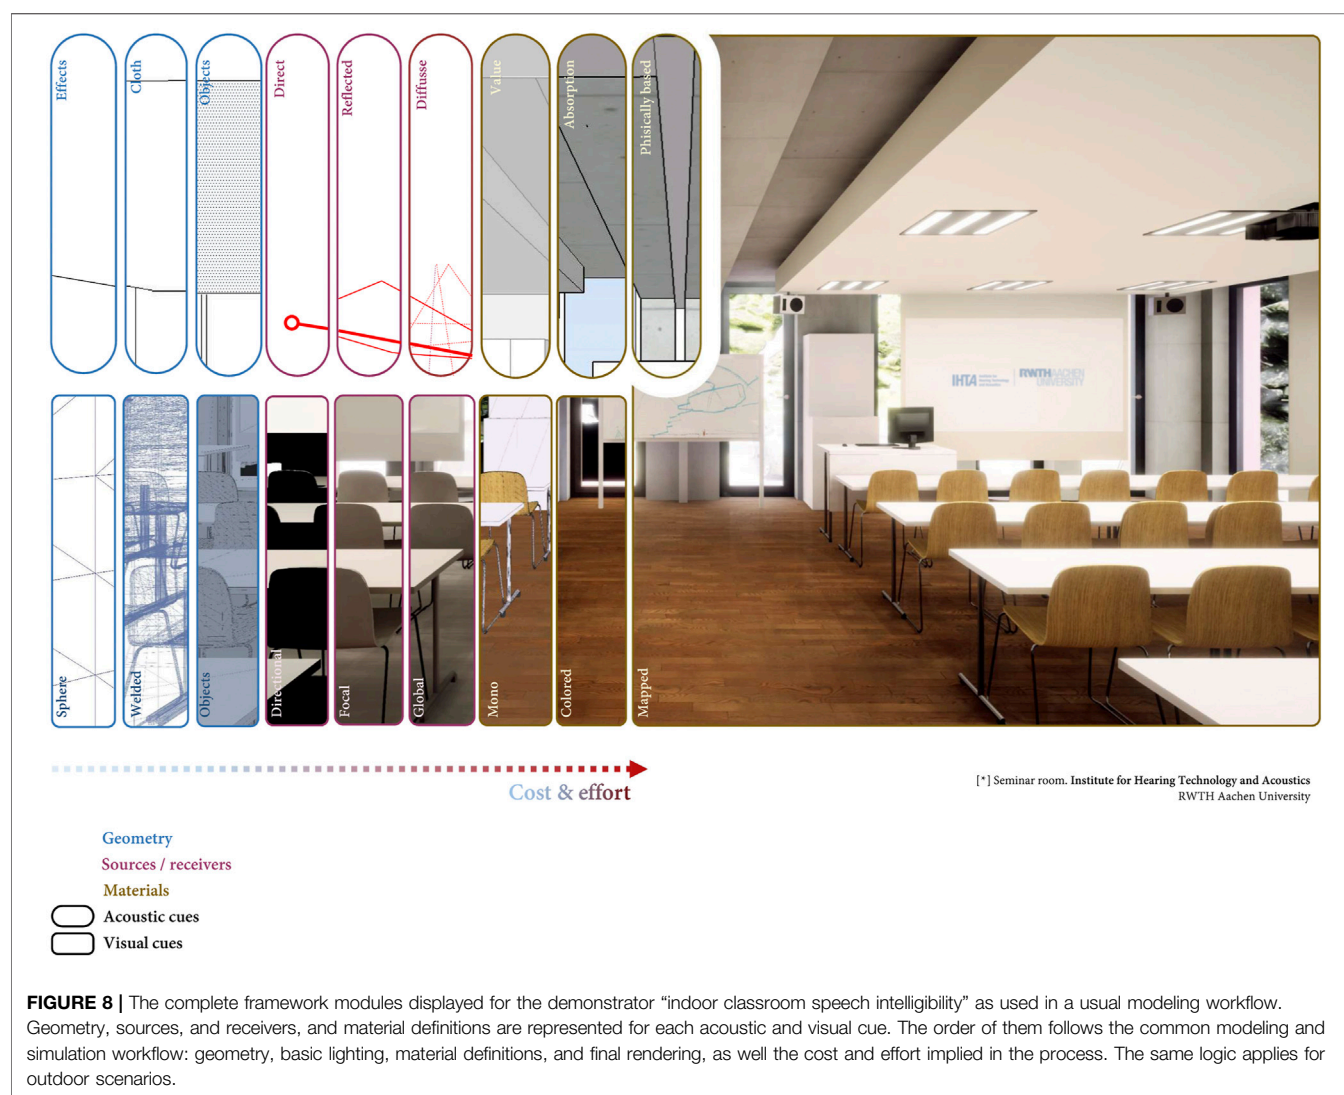 Effects
Cloth
Objects
Direct
Reflected
Diffusse
Value
Absorption
Phisically based
IHTA
RWTHAACHEN
UNIVERSITY
Sphere
Welded
Objects
Directional
Focal
Global
Mono
Colored
Mapped
Cost & effort
[*] Seminar room. Institute for Hearing Technology and Acoustics
RWTH Aachen University
Geometry
Sources / receivers
Materials
Acoustic cues
Visual cues
FIGURE 8 | The complete framework modules displayed for the demonstrator “indoor classroom speech intelligibility” as used in a usual modeling workflow.
Geometry, sources, and receivers, and material definitions are represented for each acoustic and visual cue. The order of them follows the common modeling and
simulation workflow: geometry, basic lighting, material definitions, and final rendering, as well the cost and effort implied in the process. The same logic applies for
outdoor scenarios.